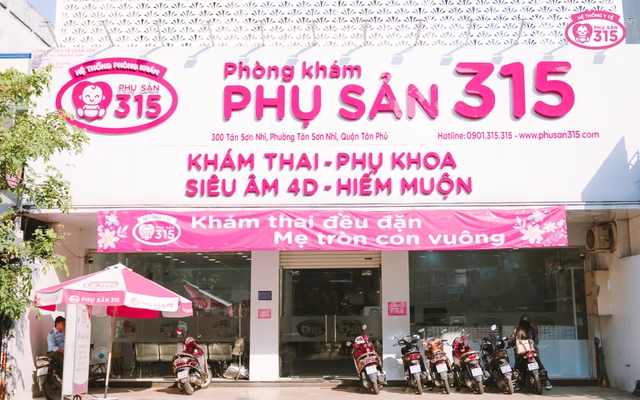 HỆ THỐNG PHÒNG KHÁM
PHỤ SẢN
315
Phòng khám
PHỤ SẢN 315
300 Tân Sơn Nhì, Phường Tân Sơn Nhì, Quận Tân Phú
Hotline: 0901.315.315 - www.phusan315.com
KHÁM THAI - PHỤ KHOA
SIÊU ÂM 4D - HIẾM MUỘN
315
Khám thai đều đặn
Mẹ tròn con vuông
PHỤ SẢN 315
HỆ THỐNG Y TẾ
PHỤ SẢN
315